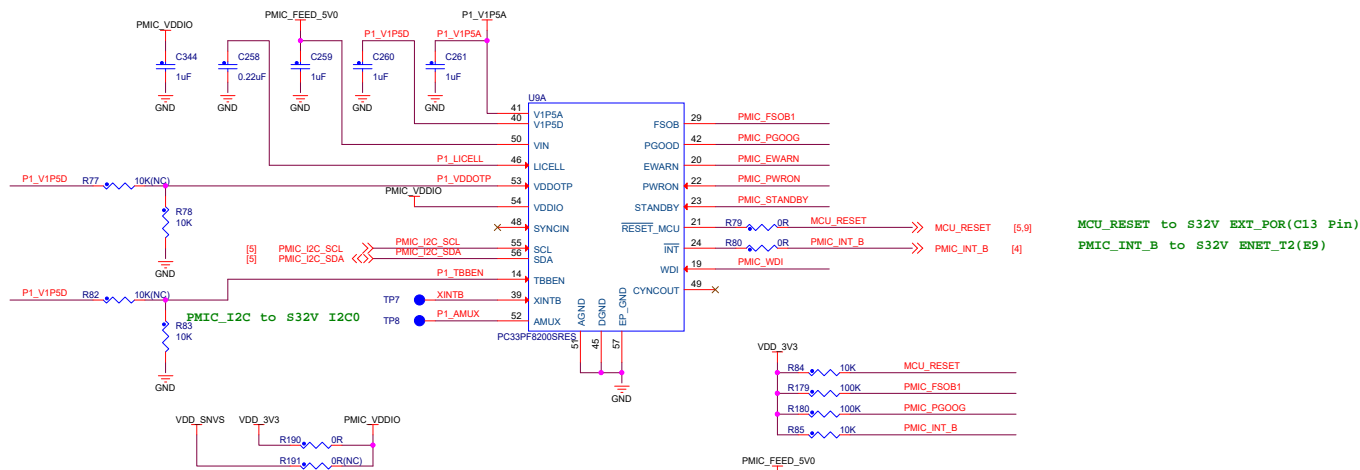 PMIC_VDDIO
PMIC_FEED_5V0
P1_V1P5A
P1_V1P5D
P1_V1P5A
C344
1uF
C258
0.22uF
C259
1uF
C260
1uF
C261
1uF
GND
GND
GND
GND
GND
U9A
41
V1P5A
40
V1P5D
50
VIN
P1_LICELL
46
LICELL
P1_V1P5D
R77
10K(NC)
P1_VDDOTP
53
VDDOTP
PMIC_VDDIO
54
VDDIO
R78
10K
GND
48
SYNCIN
[5]
PMIC_I2C_SCL
PMIC_I2C_SCL
55
SCL
[5]
PMIC_I2C_SDA
PMIC_I2C_SDA
56
SDA
P1_TBBEN
14
TBBEN
P1_V1P5D
R82
10K(NC)
TP7
XINTB
39
XINTB
PMIC_I2C to S32V I2C0
R83
10K
GND
TP8
P1_AMUX
52
AMUX
FSOB
29
PMIC_FSOB1
PGOOD
42
PMIC_PGOOG
EWARN
20
PMIC_EWARN
PWRON
22
PMIC_PWRON
STANDBY
23
PMIC_STANDBY
RESET_MCU
21
R79
0R
MCU_RESET
MCU_RESET
[5,9]
MCU_RESET to S32V EXT_POR(C13 Pin)
INT
24
R80
0R
PMIC_INT_B
PMIC_INT_B
[4]
PMIC_INT_B to S32V ENET_T2(E9)
WDI
19
PMIC_WDI
CYNCOUT
49
AGND
DGND
EP_GND
PC33PF8200SRES
51
45
57
GND
VDD_3V3
R84
10K
MCU_RESET
R179
100K
PMIC_FSOB1
R180
100K
PMIC_PGOOG
R85
10K
PMIC_INT_B
VDD_SNVS
VDD_3V3
PMIC_VDDIO
R190
0R
R191
0R(NC)
PMIC_FEED_5V0